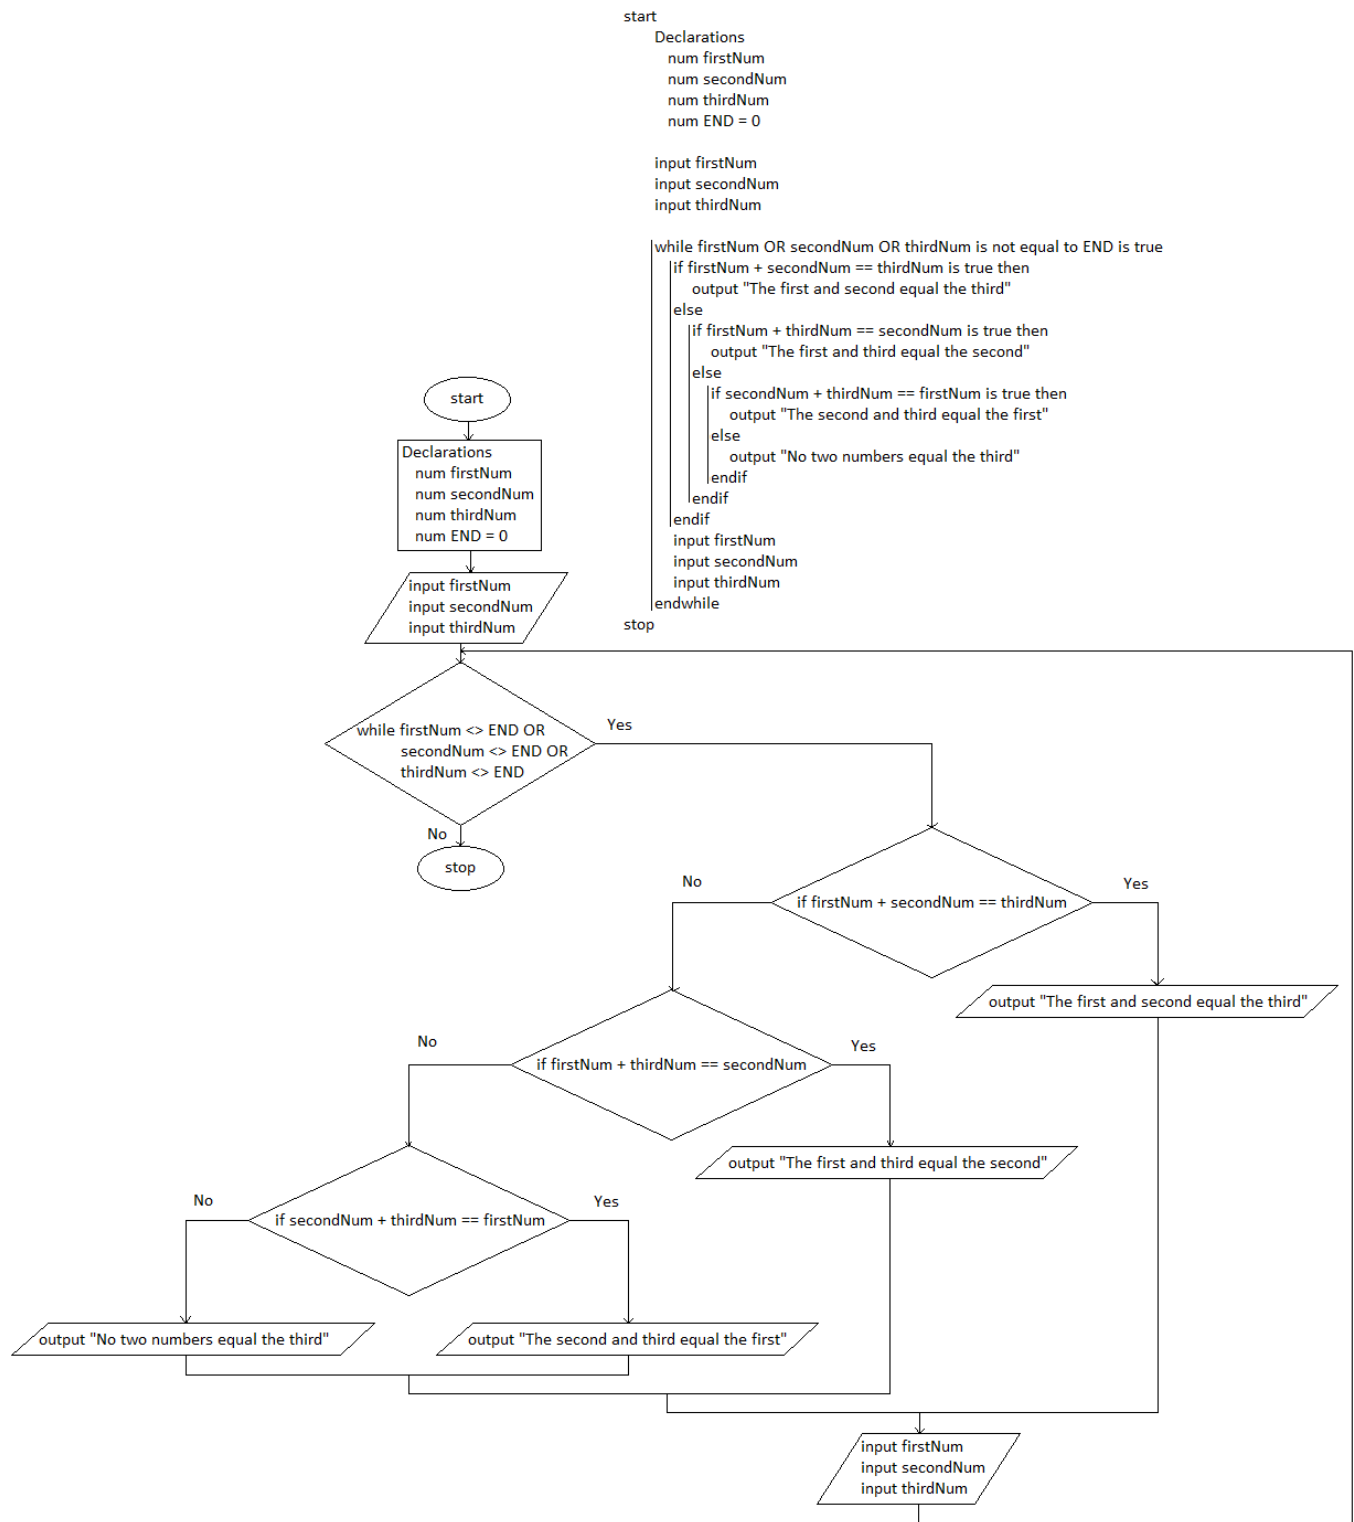 start
Declarations
num firstNum
num secondNum
num thirdNum
num END = 0
input firstNum
input secondNum
input thirdNum
while firstNum OR secondNum OR thirdNum is not equal to END is true
if firstNum + secondNum == thirdNum is true then
output "The first and second equal the third"
else
if firstNum + thirdNum == secondNum is true then
output "The first and third equal the second"
else
if secondNum + thirdNum == firstNum is true then
output "The second and third equal the first"
else
output "No two numbers equal the third"
endif
endif
endif
input firstNum
input secondNum
input thirdNum
endwhile
stop
start
Declarations
num firstNum
num secondNum
num thirdNum
num END = 0
input firstNum
input secondNum
input thirdNum
while firstNum <> END OR
secondNum <> END OR
thirdNum <> END
Yes
No
stop
No
Yes
if firstNum + secondNum == thirdNum
output "The first and second equal the third"
No
Yes
if firstNum + thirdNum == secondNum
output "The first and third equal the second"
No
Yes
if secondNum + thirdNum == firstNum
output "No two numbers equal the third"
output "The second and third equal the first"
input firstNum
input secondNum
input thirdNum